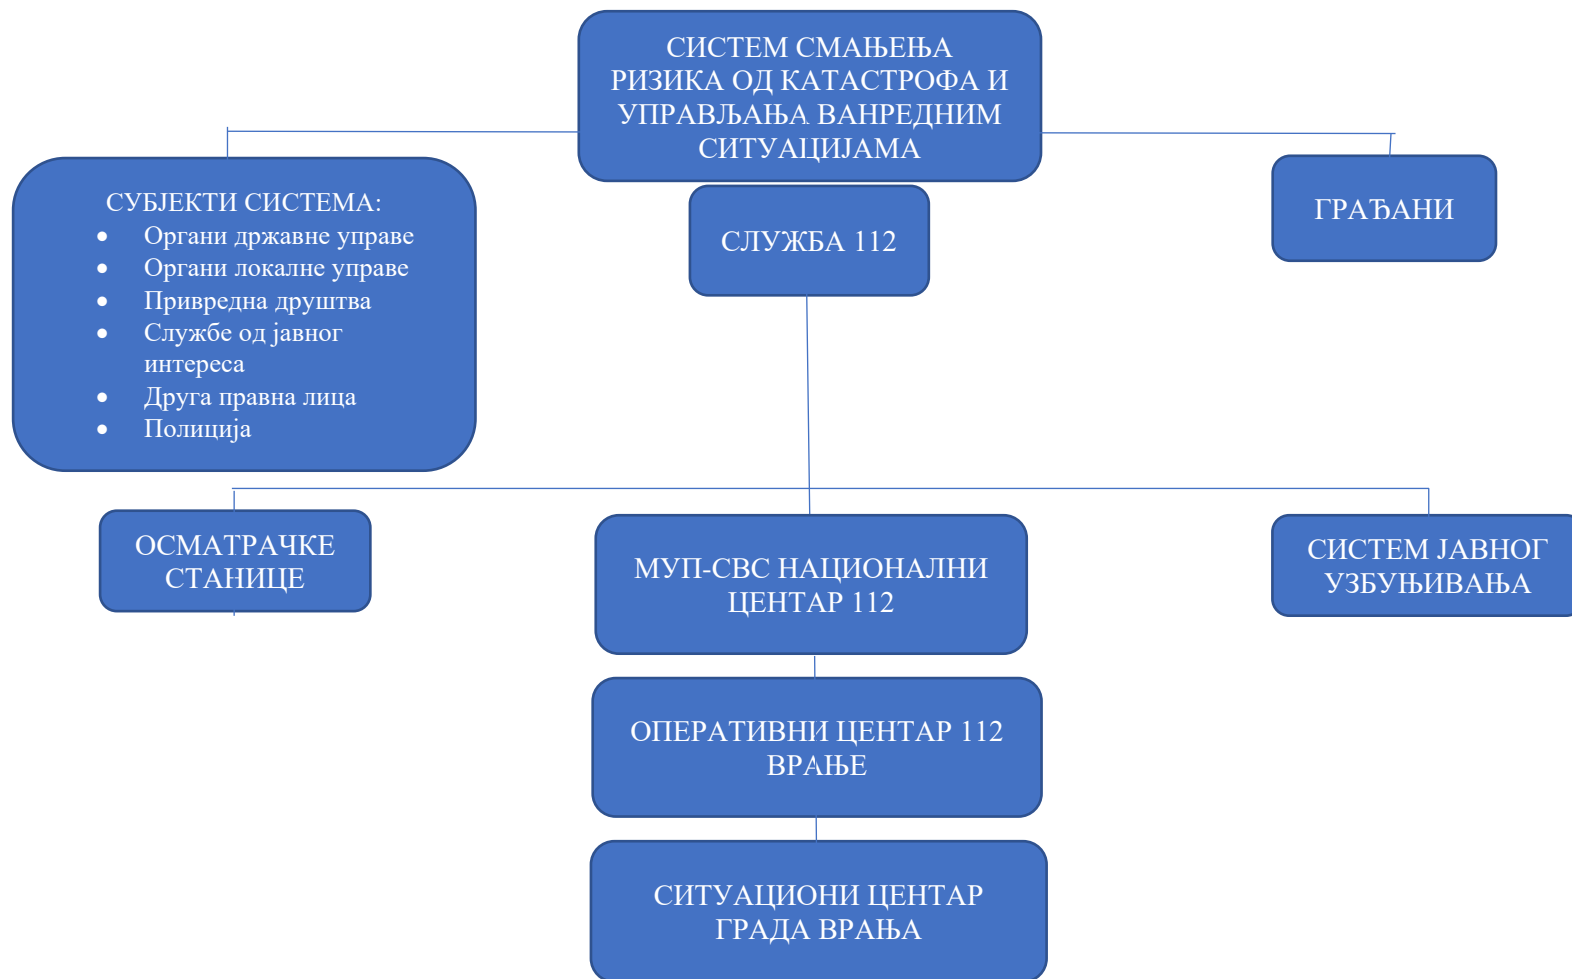 СИСТЕМ СМАЊЕЊА
РИЗИКА ОД КАТАСТРОФА И
УПРАВЉАЊА ВАНРЕДНИМ
СИТУАЦИЈАМА
СУБЈЕКТИ СИСТЕМА:
• Органи државне управе
• Органи локалне управе
• Привредна друштва
• Службе од јавног
интереса
• Друга правна лица
• Полиција
СЛУЖБА 112
ГРАЂАНИ
ОСМАТРАЧКЕ
СТАНИЦЕ
МУП-СВС НАЦИОНАЛНИ
ЦЕНТАР 112
СИСТЕМ ЈАВНОГ
УЗБУЊИВАЊА
ОПЕРАТИВНИ ЦЕНТАР 112
ВРАЊЕ
СИТУАЦИОНИ ЦЕНТАР
ГРАДА ВРАЊА